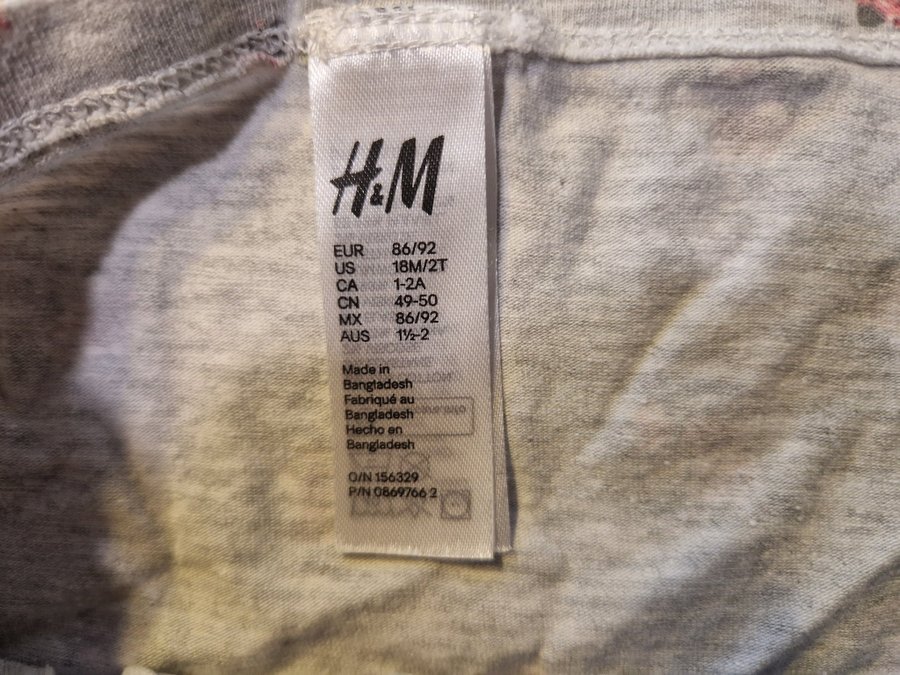 H&M
EUR 86/92
US 18M/2T
CA 1-2A
CN 49-50
MX 86/92
AUS 1½-2
Made in
Bangladesh
Fabriqué au
Bangladesh
Hecho en
Bangladesh
O/N 156329
P/N 0869766 2